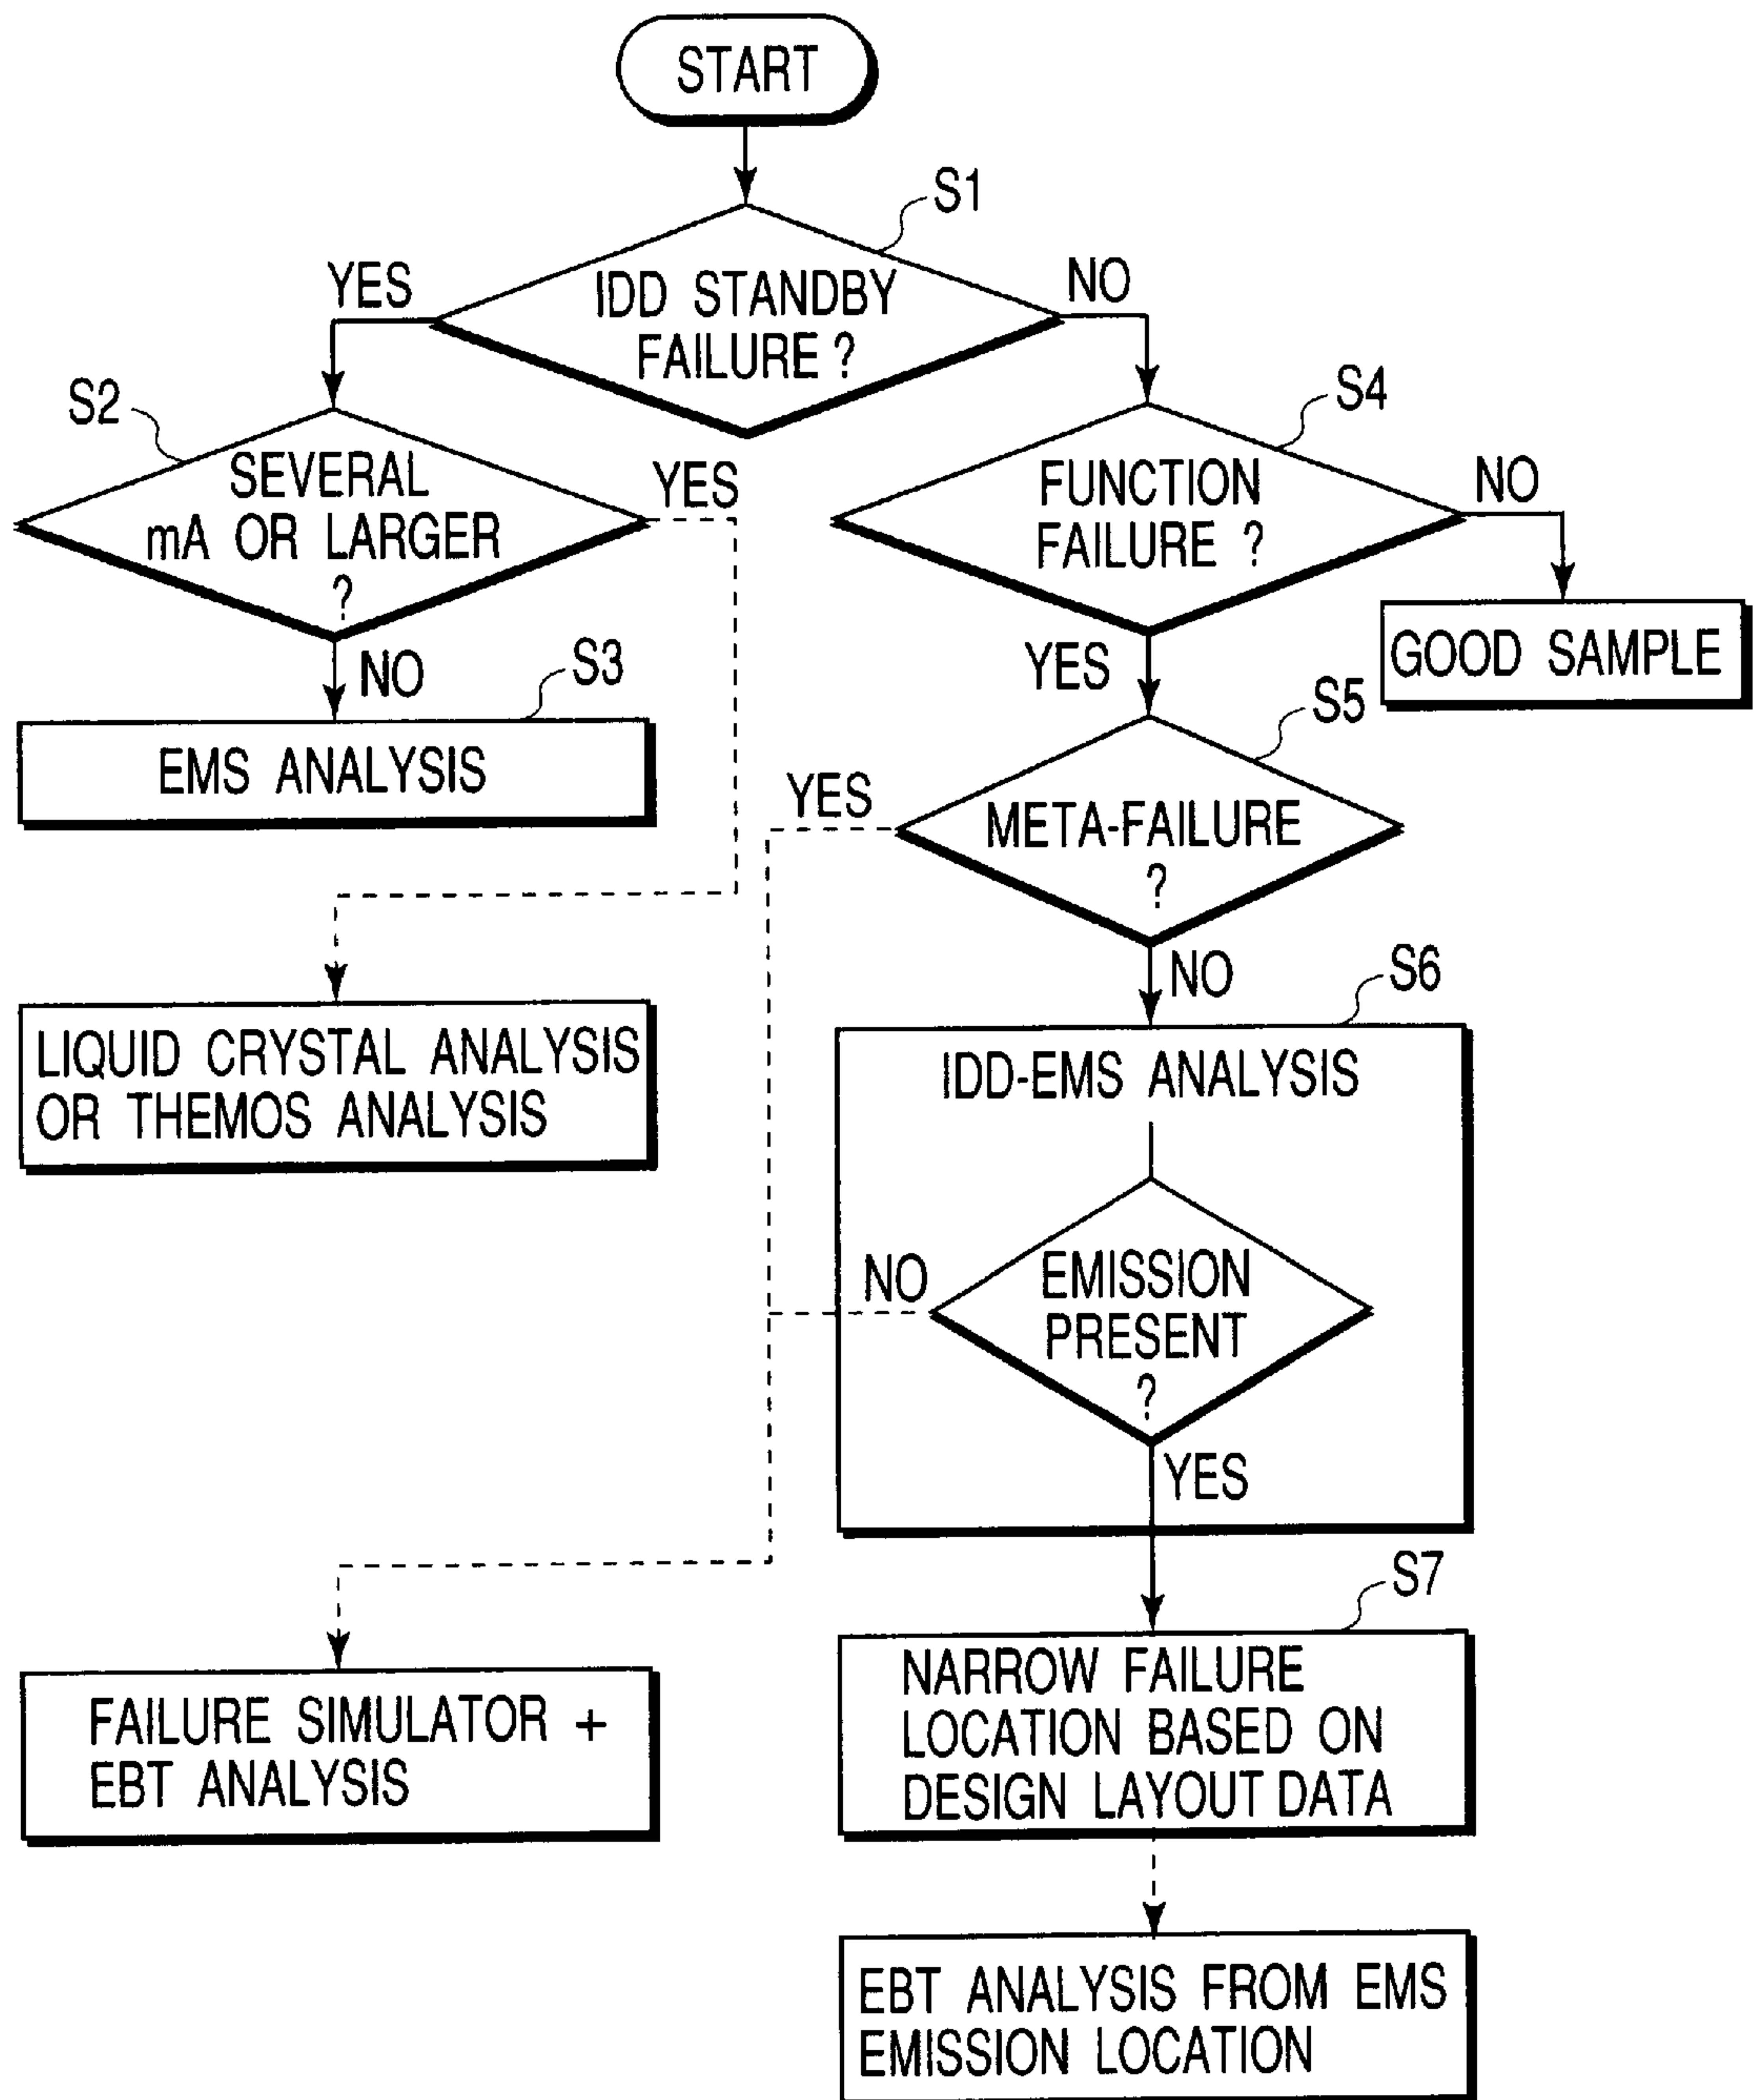 START
S1
YES
IDD STANDBY
FAILURE ?
NO
S2
SEVERAL
mA OR LARGER
?
YES
S4
FUNCTION
FAILURE ?
NO
NO
S3
YES
GOOD SAMPLE
EMS ANALYSIS
S5
YES
META-FAILURE
?
NO
LIQUID CRYSTAL ANALYSIS
OR THEMOS ANALYSIS
S6
IDD-EMS ANALYSIS
NO
EMISSION
PRESENT
?
YES
S7
FAILURE SIMULATOR +
EBT ANALYSIS
NARROW FAILURE
LOCATION BASED ON
DESIGN LAYOUT DATA
EBT ANALYSIS FROM EMS
EMISSION LOCATION